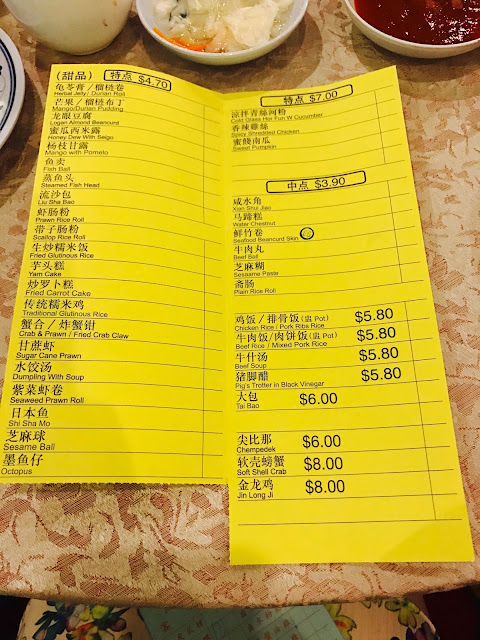 (甜品) 特点 $4.70
龟苓膏/榴梿卷
Herbal Jelly/ Durian Roll
芒果/榴梿布丁
Mango/Durian Pudding
龙眼豆腐
Logan Almond Beancurd
蜜瓜西米露
Honey Dew With Seigo
杨枝甘露
Mango with Pomelo
鱼卖
Fish Ball
蒸鱼头
Steamed Fish Head
流沙包
Liu Sha Bao
虾肠粉
Prawn Rice Roll
带子肠粉
Scallop Rice Roll
生炒糯米饭
Fried Glutinous Rice
芋头糕
Yam Cake
炒罗卜糕
Fried Carrot Cake
传统糯米鸡
Traditional Glutinous Rice
蟹合/炸蟹钳
Crab & Prawn / Fried Crab Claw
甘蔗虾
Sugar Cane Prawn
水饺汤
Dumpling With Soup
紫菜虾卷
Seaweed Prawn Roll
日本鱼
Shi Sha Mo
芝麻球
Sesame Ball
墨鱼仔
Octopus
特点 $7.00
涼拌青絲河粉
Cold Glass Hor Fun W Cucumber
香辣雞絲
Spicy Shredded Chicken
蜜餞南瓜
Sweet Pumpkin
中点 $3.90
咸水角
Xian Shui Jiao
马蹄糕
Water Chestnut
鲜竹卷
Seafood Beancurd Skin
牛肉丸
Beef Ball
芝麻糊
Sesame Paste
斋肠
Plain Rice Roll
鸡饭/排骨饭(盅 Pot) $5.80
Chicken Rice / Pork Ribs Rice
牛肉饭/肉饼饭(盅 Pot) $5.80
Beef Rice / Mixed Pork Rice
牛什汤 $5.80
Beef Soup
猪脚醋 $5.80
Pig's Trotter in Black Vinegar
大包 $6.00
Tai Bao
尖比那 $6.00
Chempedek
软壳螃蟹 $8.00
Soft Shell Crab
金龙鸡 $8.00
Jin Long Ji